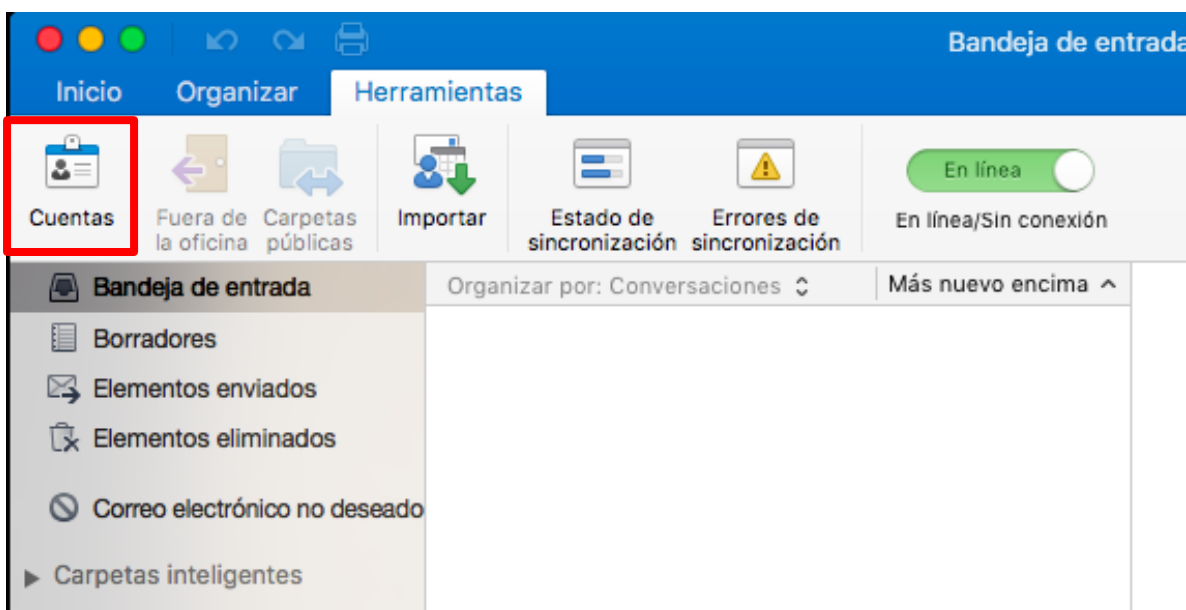 Bandeja de entrada
Inicio Organizar Herramientas
Cuentas
Fuera de
la oficina
Carpetas
públicas
Importar
Estado de
sincronización
Errores de
sincronización
En línea
En línea/Sin conexión
Bandeja de entrada
Organizar por: Conversaciones Más nuevo encima
Borradores
Elementos enviados
Elementos eliminados
Correo electrónico no deseado
Carpetas inteligentes